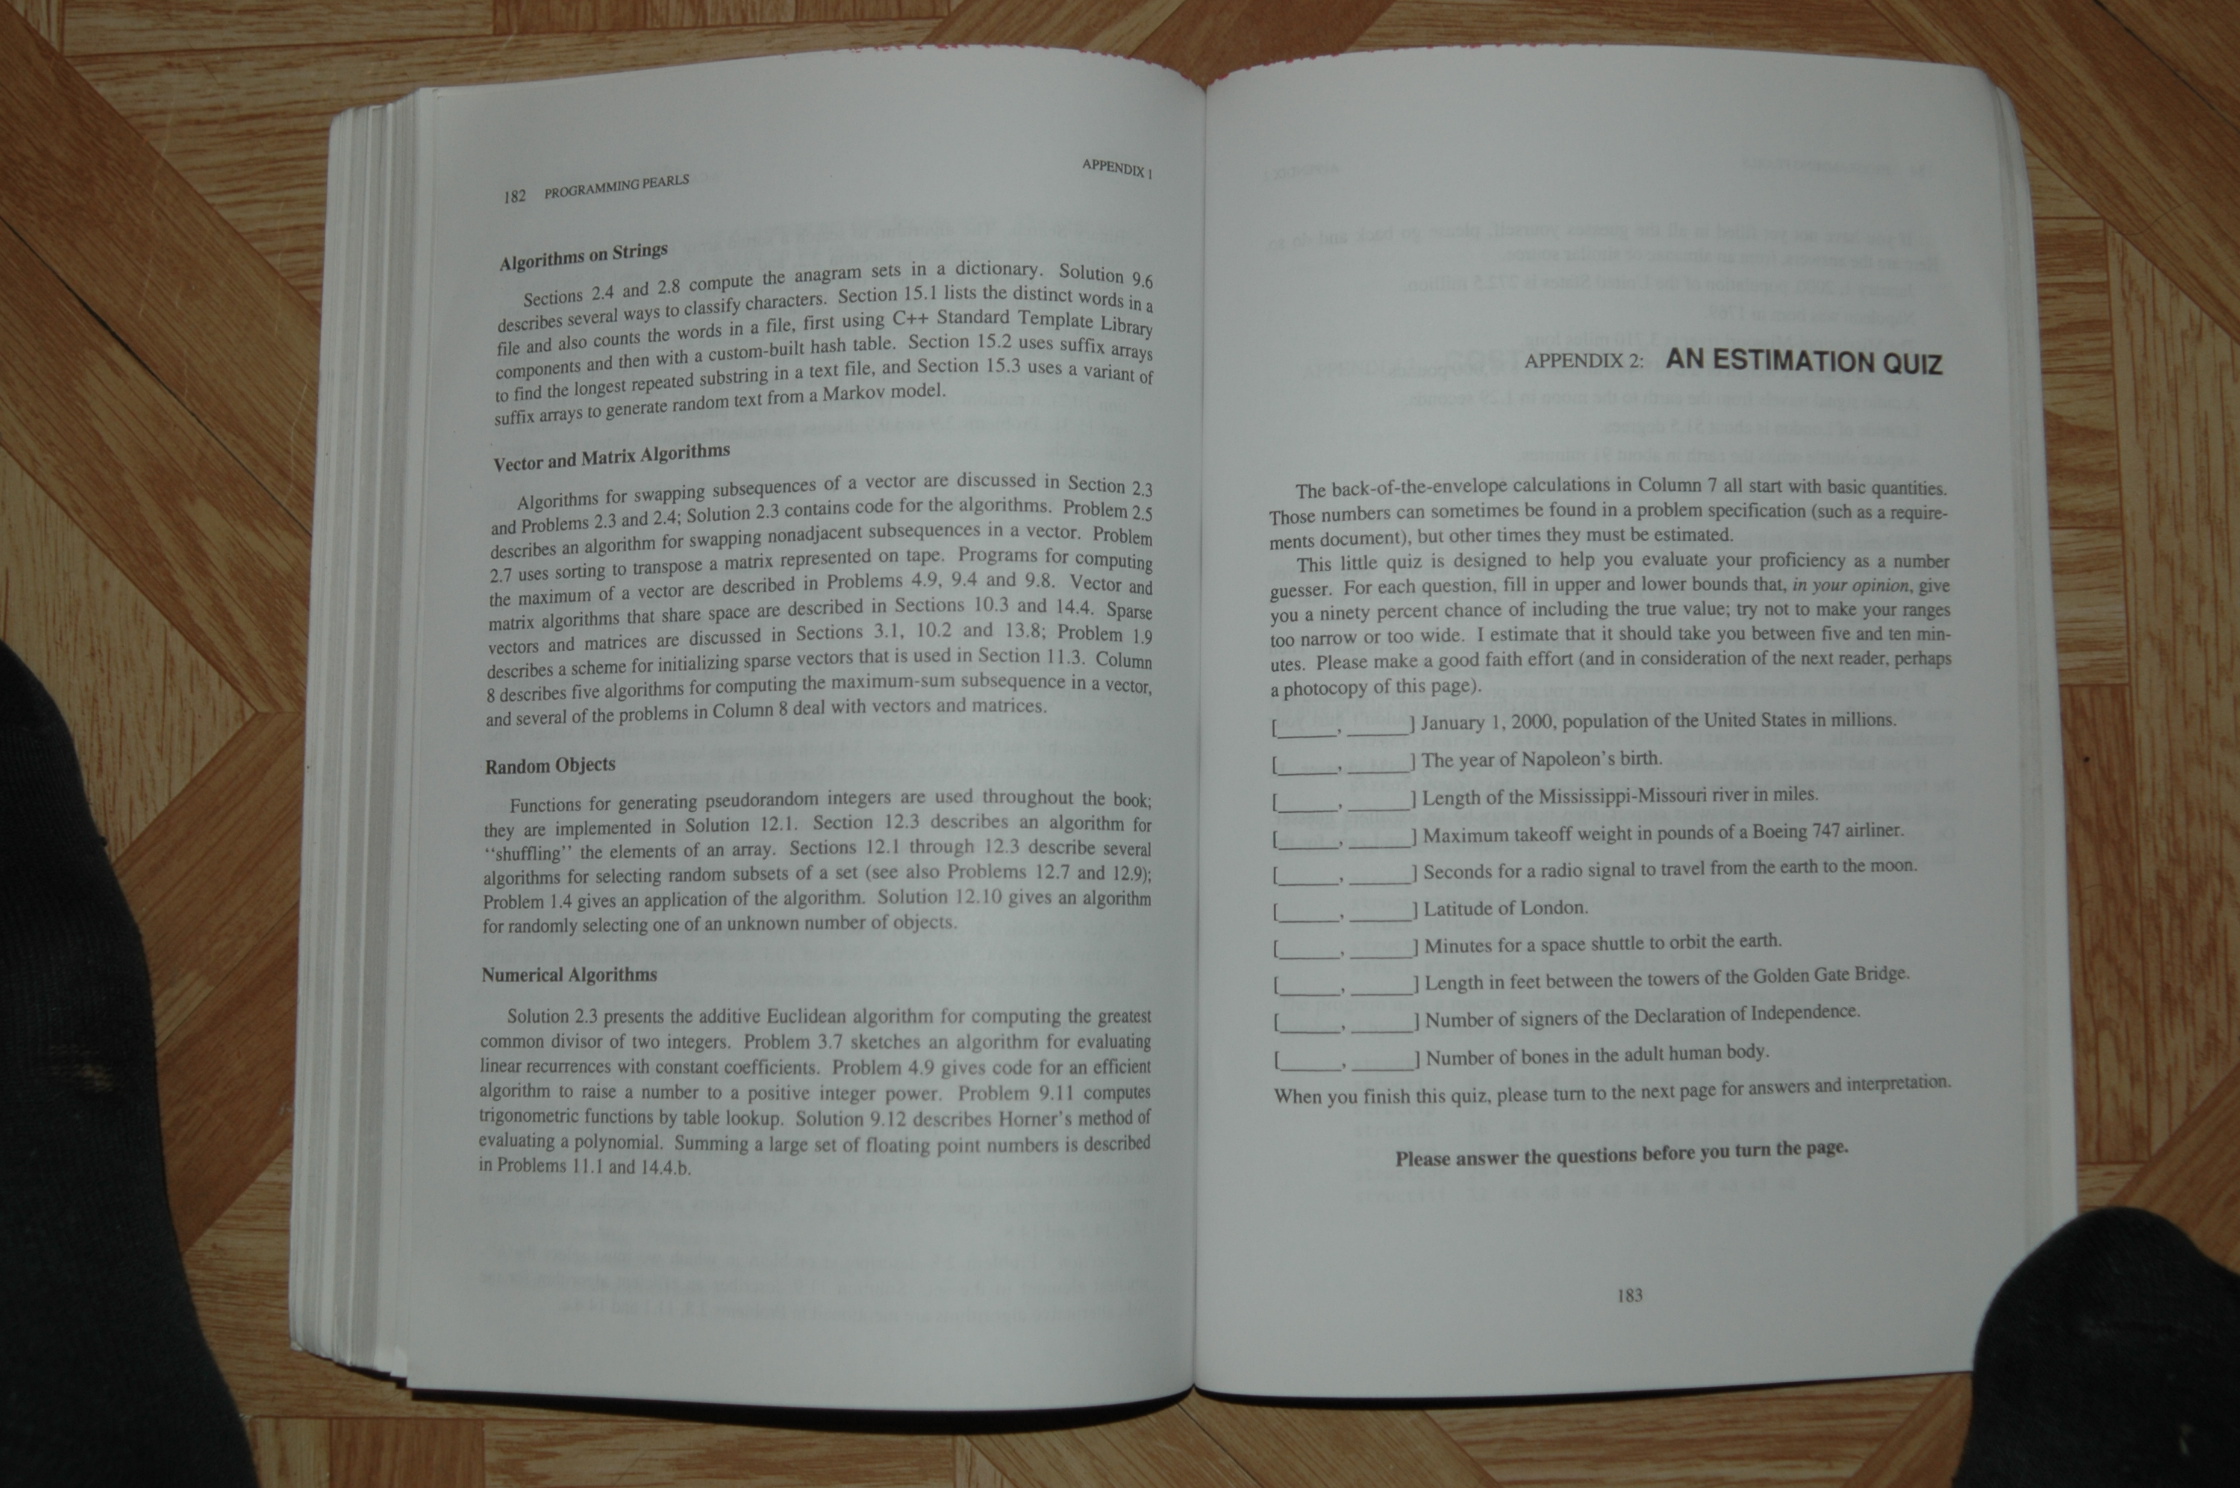 182 PROGRAMMING PEARLS
APPENDIX 1
Algorithms on Strings
Sections 2.4 and 2.8 compute the anagram sets in a dictionary. Solution 9.6
describes several ways to classify characters. Section 15.1 lists the distinct words in a
file and also counts the words in a file, first using C++ Standard Template Library
components and then with a custom-built hash table. Section 15.2 uses suffix arrays
to find the longest repeated substring in a text file, and Section 15.3 uses a variant of
suffix arrays to generate random text from a Markov model.
Vector and Matrix Algorithms
Algorithms for swapping subsequences of a vector are discussed in Section 2.3
and Problems 2.3 and 2.4; Solution 2.3 contains code for the algorithms. Problem 2.5
describes an algorithm for swapping nonadjacent subsequences in a vector. Problem
2.7 uses sorting to transpose a matrix represented on tape. Programs for computing
the maximum of a vector are described in Problems 4.9, 9.4 and 9.8. Vector and
matrix algorithms that share space are described in Sections 10.3 and 14.4. Sparse
vectors and matrices are discussed in Sections 3.1, 10.2 and 13.8; Problem 1.9
describes a scheme for initializing sparse vectors that is used in Section 11.3. Column
8 describes five algorithms for computing the maximum-sum subsequence in a vector,
and several of the problems in Column 8 deal with vectors and matrices.
Random Objects
Functions for generating pseudorandom integers are used throughout the book;
they are implemented in Solution 12.1. Section 12.3 describes an algorithm for
‘‘shuffling’’ the elements of an array. Sections 12.1 through 12.3 describe several
algorithms for selecting random subsets of a set (see also Problems 12.7 and 12.9);
Problem 1.4 gives an application of the algorithm. Solution 12.10 gives an algorithm
for randomly selecting one of an unknown number of objects.
Numerical Algorithms
Solution 2.3 presents the additive Euclidean algorithm for computing the greatest
common divisor of two integers. Problem 3.7 sketches an algorithm for evaluating
linear recurrences with constant coefficients. Problem 4.9 gives code for an efficient
algorithm to raise a number to a positive integer power. Problem 9.11 computes
trigonometric functions by table lookup. Solution 9.12 describes Horner’s method of
evaluating a polynomial. Summing a large set of floating point numbers is described
in Problems 11.1 and 14.4.b.
APPENDIX 2: AN ESTIMATION QUIZ
The back-of-the-envelope calculations in Column 7 all start with basic quantities.
Those numbers can sometimes be found in a problem specification (such as a require-
ments document), but other times they must be estimated.
This little quiz is designed to help you evaluate your proficiency as a number
guesser. For each question, fill in upper and lower bounds that, in your opinion, give
you a ninety percent chance of including the true value; try not to make your ranges
too narrow or too wide. I estimate that it should take you between five and ten min-
utes. Please make a good faith effort (and in consideration of the next reader, perhaps
a photocopy of this page).
[______, ______] January 1, 2000, population of the United States in millions.
[______, ______] The year of Napoleon’s birth.
[______, ______] Length of the Mississippi-Missouri river in miles.
[______, ______] Maximum takeoff weight in pounds of a Boeing 747 airliner.
[______, ______] Seconds for a radio signal to travel from the earth to the moon.
[______, ______] Latitude of London.
[______, ______] Minutes for a space shuttle to orbit the earth.
[______, ______] Length in feet between the towers of the Golden Gate Bridge.
[______, ______] Number of signers of the Declaration of Independence.
[______, ______] Number of bones in the adult human body.
When you finish this quiz, please turn to the next page for answers and interpretation.
Please answer the questions before you turn the page.
183